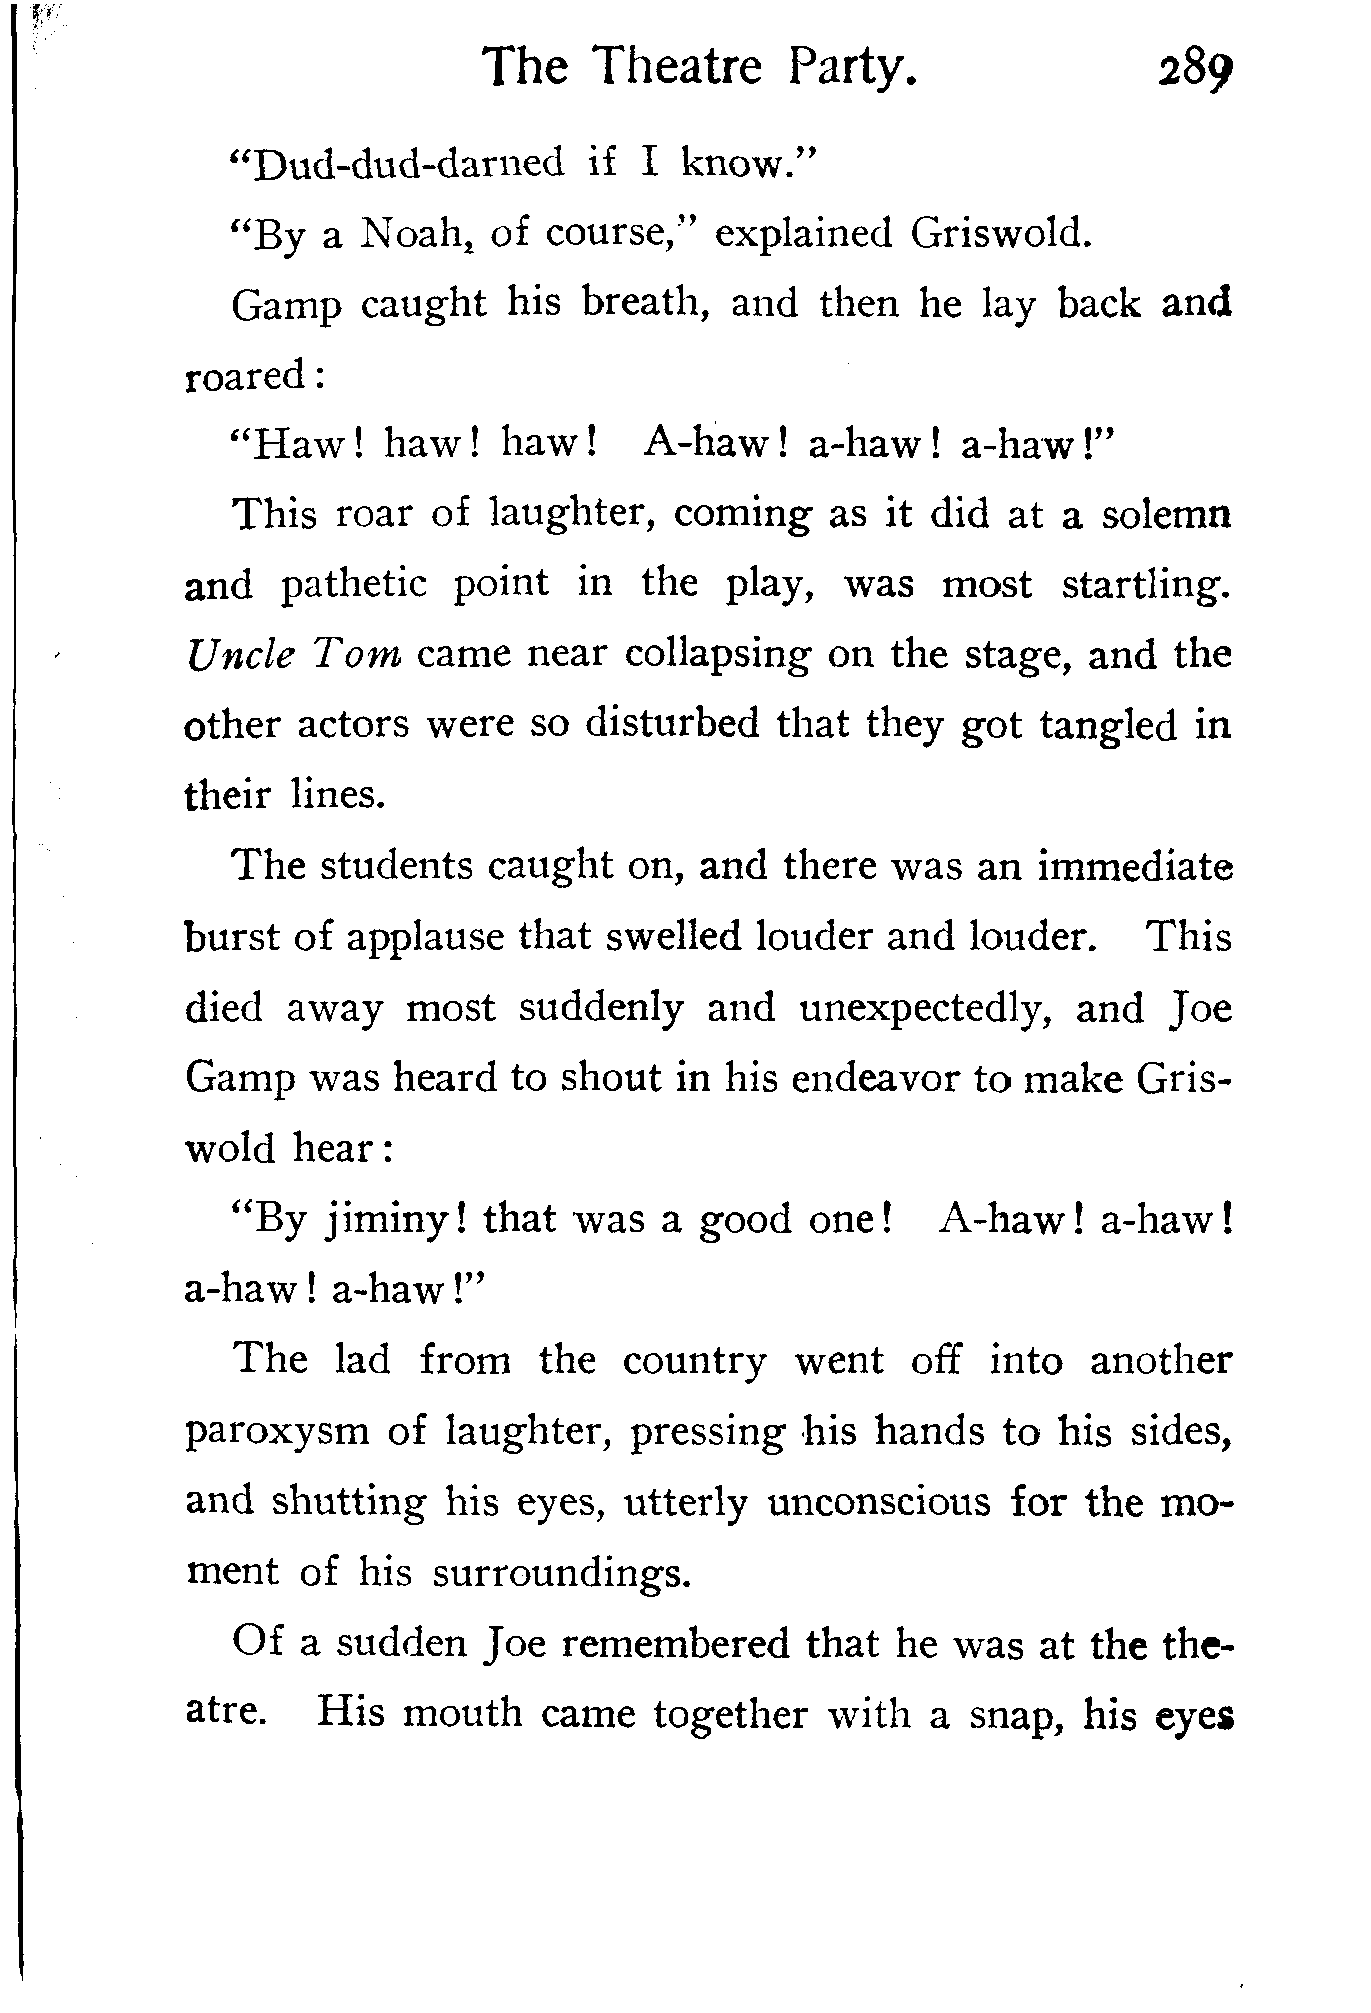 The Theatre Party. 289
"Dud-dud-darned if I know."
"By a Noah, of course," explained Griswold.
Gamp caught his breath, and then he lay back and
roared:
"Haw! haw! haw! A-haw! a-haw! a-haw!"
This roar of laughter, coming as it did at a solemn
and pathetic point in the play, was most startling.
Uncle Tom came near collapsing on the stage, and the
other actors were so disturbed that they got tangled in
their lines.
The students caught on, and there was an immediate
burst of applause that swelled louder and louder. This
died away most suddenly and unexpectedly, and Joe
Gamp was heard to shout in his endeavor to make Gris-
wold hear:
"By jiminy! that was a good one! A-haw! a-haw!
a-haw! a-haw!"
The lad from the country went off into another
paroxysm of laughter, pressing his hands to his sides,
and shutting his eyes, utterly unconscious for the mo-
ment of his surroundings.
Of a sudden Joe remembered that he was at the the-
atre. His mouth came together with a snap, his eyes